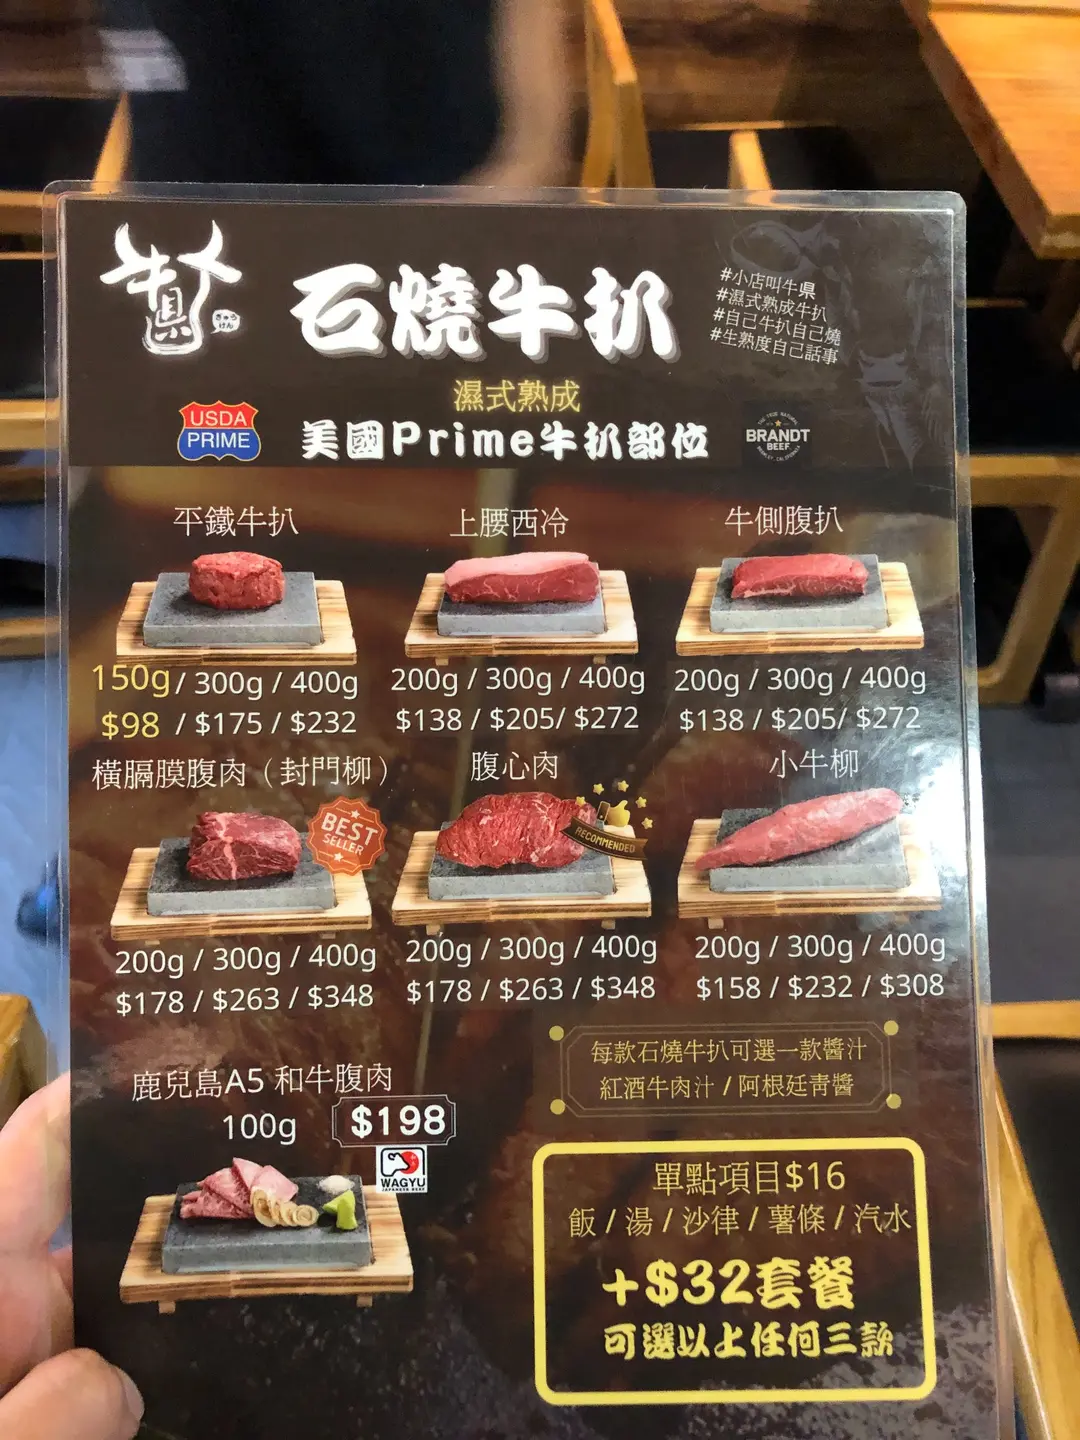 牛県
ぎゅう
けん
石燒牛扒
#小店叫牛県
#濕式熟成牛扒
#自己牛扒自己燒
#生熟度自己話事
濕式熟成
USDA
PRIME
美國Prime牛扒部位
BRANDT
BEEF
平鐵牛扒
上腰西冷
牛側腹扒
150g / 300g / 400g
$98 / $175 / $232
200g / 300g / 400g
$138 / $205/ $272
200g / 300g / 400g
$138 / $205/ $272
橫膈膜腹肉（封門柳）
腹心肉
小牛柳
BEST
SELLER
RECOMMENDED
200g / 300g / 400g
$178 / $263 / $348
200g / 300g / 400g
$178 / $263 / $348
200g / 300g / 400g
$158 / $232 / $308
鹿兒島A5 和牛腹肉
100g $198
WAGYU
JAPANESE BEEF
每款石燒牛扒可選一款醬汁
紅酒牛肉汁 / 阿根廷青醬
單點項目$16
飯 / 湯 / 沙律 / 薯條 / 汽水
+$32套餐
可選以上任何三款